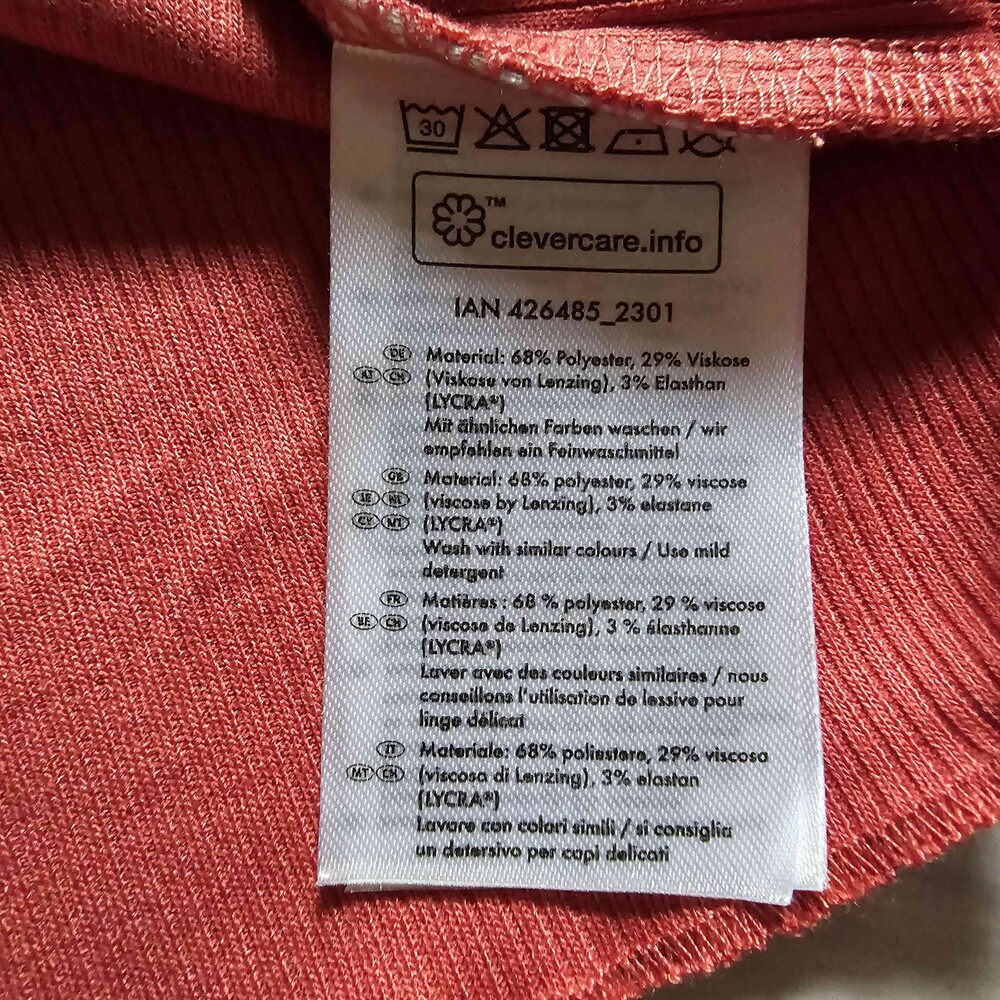 30
clevercare.info™
IAN 426485_2301
DE Material: 68% Polyester, 29% Viskose
AT CH (Viskose von Lenzing), 3% Elasthan
(LYCRA®)
Mit ähnlichen Farben waschen / wir
empfehlen ein Feinwaschmittel
GB Material: 68% polyester, 29% viscose
IE NE (viscose by Lenzing), 3% elastane
CY MT (LYCRA®)
Wash with similar colours / Use mild
detergent
FR Matières : 68 % polyester, 29 % viscose
BE CH (viscose de Lenzing), 3 % élasthanne
(LYCRA®)
Laver avec des couleurs similaires / nous
conseillons l'utilisation de lessive pour
linge délicat
IT Materiale: 68% poliestere, 29% viscosa
MT CH (viscosa di Lenzing), 3% elastan
(LYCRA®)
Lavare con colori simili / si consiglia
un detersivo per capi delicati